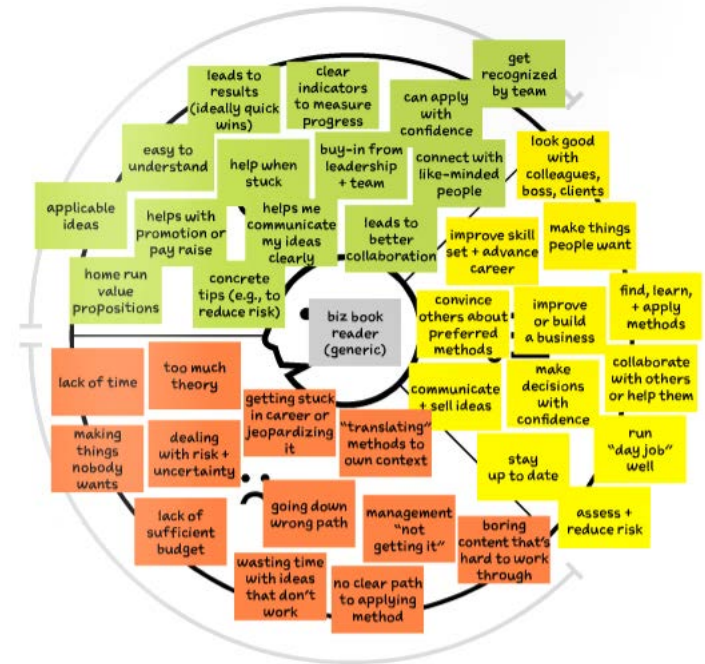 get
recognized
by team
leads to
results
(ideally quick
wins)
clear
indicators
to measure
progress
can apply
with
confidence
easy to
understand
help when
stuck
buy-in from
leadership
+ team
connect with
like-minded
people
applicable
ideas
helps with
promotion or
pay raise
helps me
communicate
my ideas
clearly
leads to
better
collaboration
home run
value
propositions
concrete
tips (e.g., to
reduce risk)
biz book
reader
(generic)
look good
with
colleagues,
boss, clients
improve skill
set + advance
career
make things
people want
convince
others about
preferred
methods
improve
or build
a business
find, learn,
+ apply
methods
communicate
+ sell ideas
make
decisions
with
confidence
collaborate
with others
or help them
stay
up to date
run
"day job"
well
assess +
reduce risk
lack of time
too much
theory
getting stuck
in career or
jeopardizing
it
"translating"
methods to
own context
making
things
nobody
wants
dealing
with risk +
uncertainty
lack of
sufficient
budget
going down
wrong path
management
"not
getting it"
boring
content that's
hard to work
through
wasting time
with ideas
that don't
work
no clear path
to applying
method